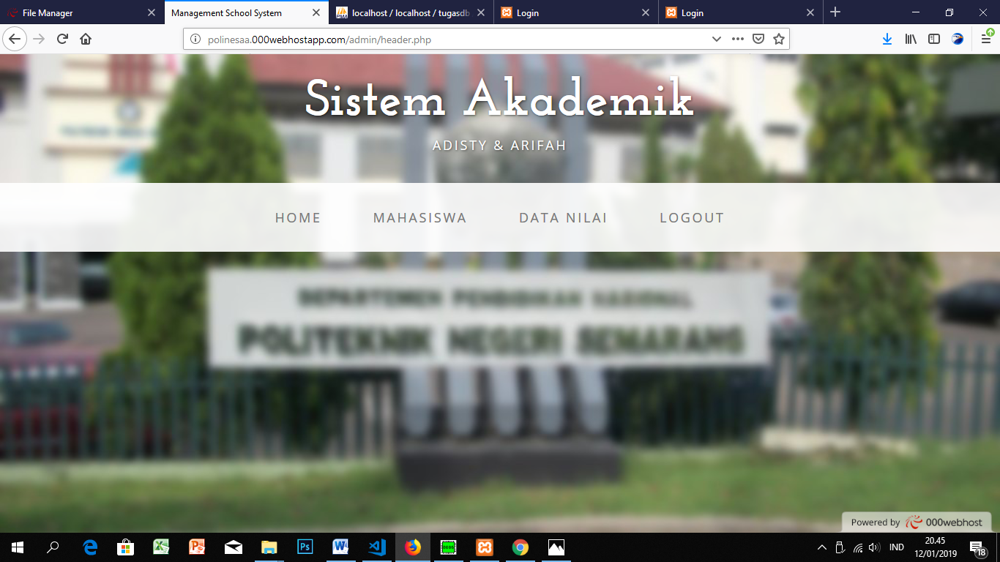 File Manager
Management School System
localhost / localhost / tugasdb
Login
Login
polinesaa.000webhostapp.com/admin/header.php
Sistem Akademik
ADISTY & ARIFAH
HOME
MAHASISWA
DATA NILAI
LOGOUT
DEPARTEMEN PENDIDIKAN NASIONAL
POLITEKNIK NEGERI SEMARANG
Powered by 000webhost
IND
20.45
12/01/2019
18